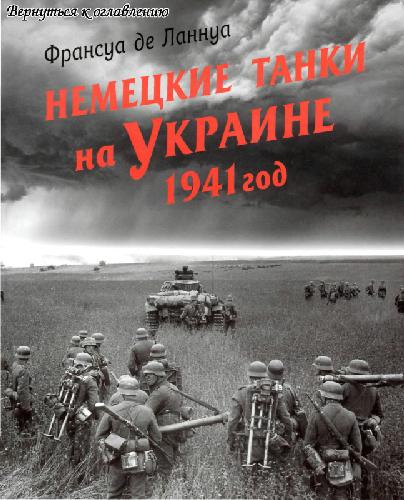 Вернуться к оглавлению
Франсуа де Ланнуа
НЕМЕЦКИЕ ТАНКИ
на УКРАИНЕ
1941 год